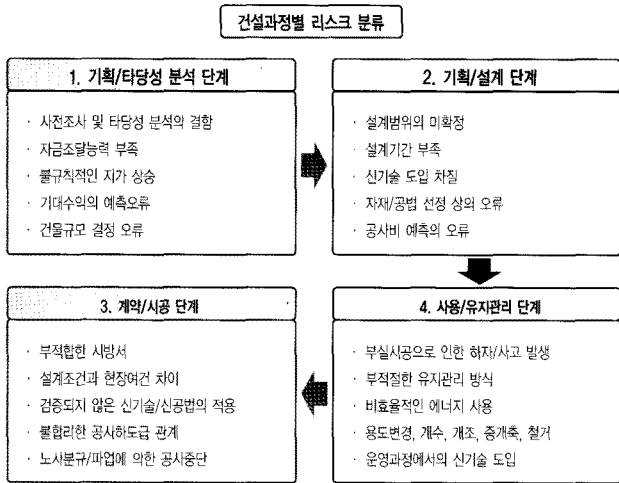 건설과정별 리스크 분류
1. 기획/타당성 분석 단계
· 사전조사 및 타당성 분석의 결함
· 자금조달능력 부족
· 불규칙적인 지가 상승
· 기대수익의 예측오류
· 건물규모 결정 오류
2. 기획/설계 단계
· 설계범위의 미확정
· 설계기간 부족
· 신기술 도입 차질
· 자재/공법 선정 상의 오류
· 공사비 예측의 오류
3. 계약/시공 단계
· 부적합한 시방서
· 설계조건과 현장여건 차이
· 검증되지 않은 신기술/신공법의 적용
· 불합리한 공사하도급 관계
· 노사분규/파업에 의한 공사중단
4. 사용/유지관리 단계
· 부실시공으로 인한 하자/사고 발생
· 부적절한 유지관리 방식
· 비효율적인 에너지 사용
· 용도변경, 개수, 개조, 증개축, 철거
· 운영과정에서의 신기술 도입